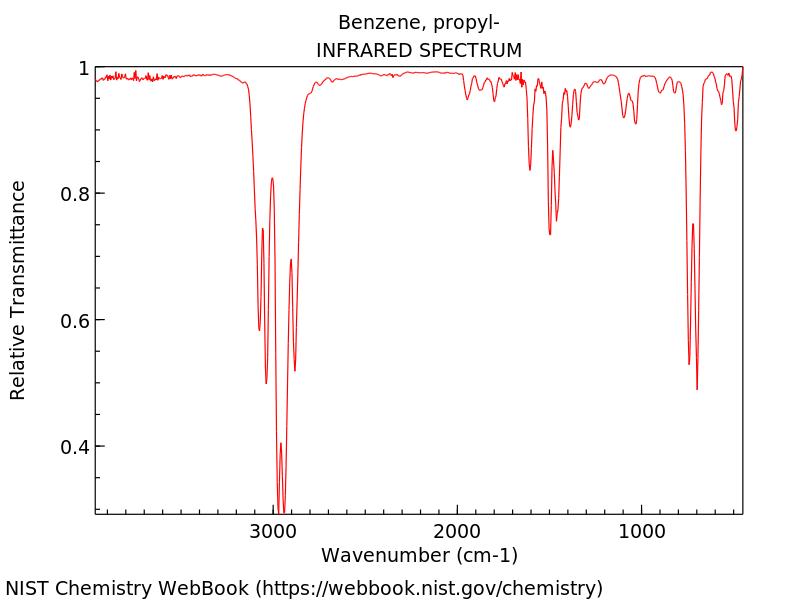 Benzene, propyl-
INFRARED SPECTRUM
1
0.8
0.6
0.4
Relative Transmittance
3000
2000
1000
Wavenumber (cm-1)
NIST Chemistry WebBook (https://webbook.nist.gov/chemistry)